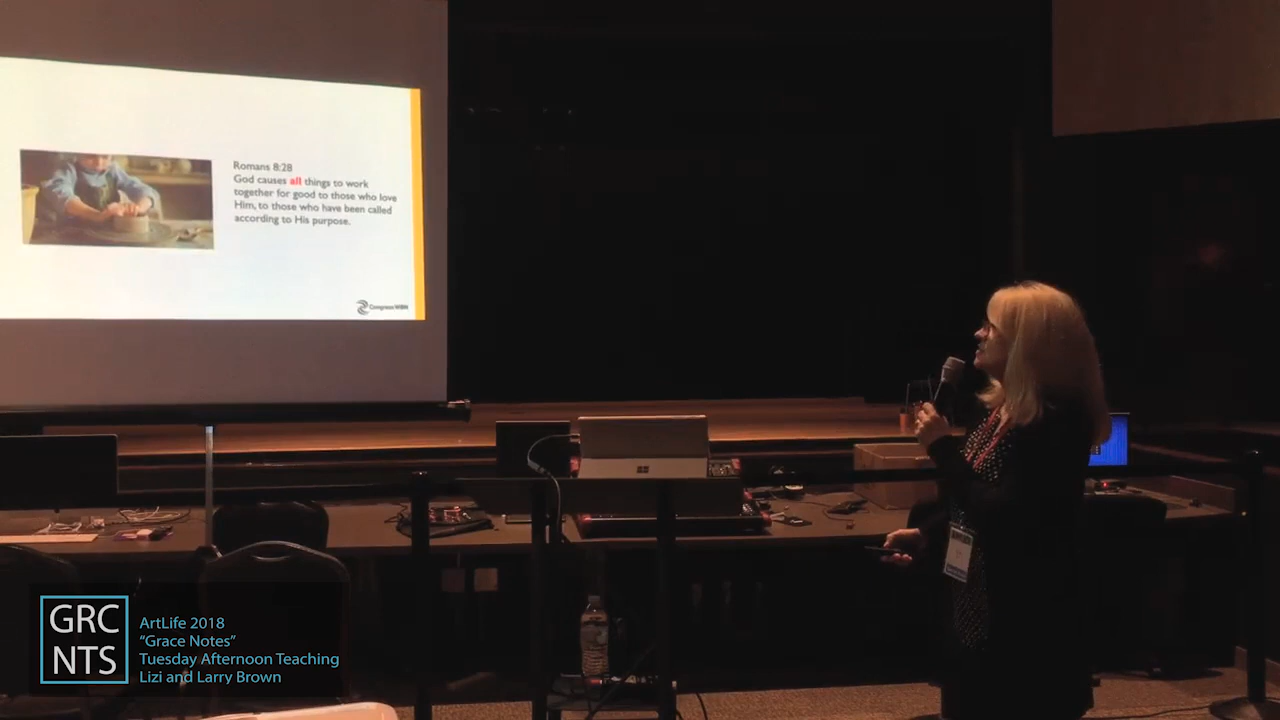 Romans 8:28
God causes all things to work
together for good to those who love
Him, to those who have been called
according to His purpose.
Congress WBN
GRC
NTS
ArtLife 2018
“Grace Notes”
Tuesday Afternoon Teaching
Lizi and Larry Brown